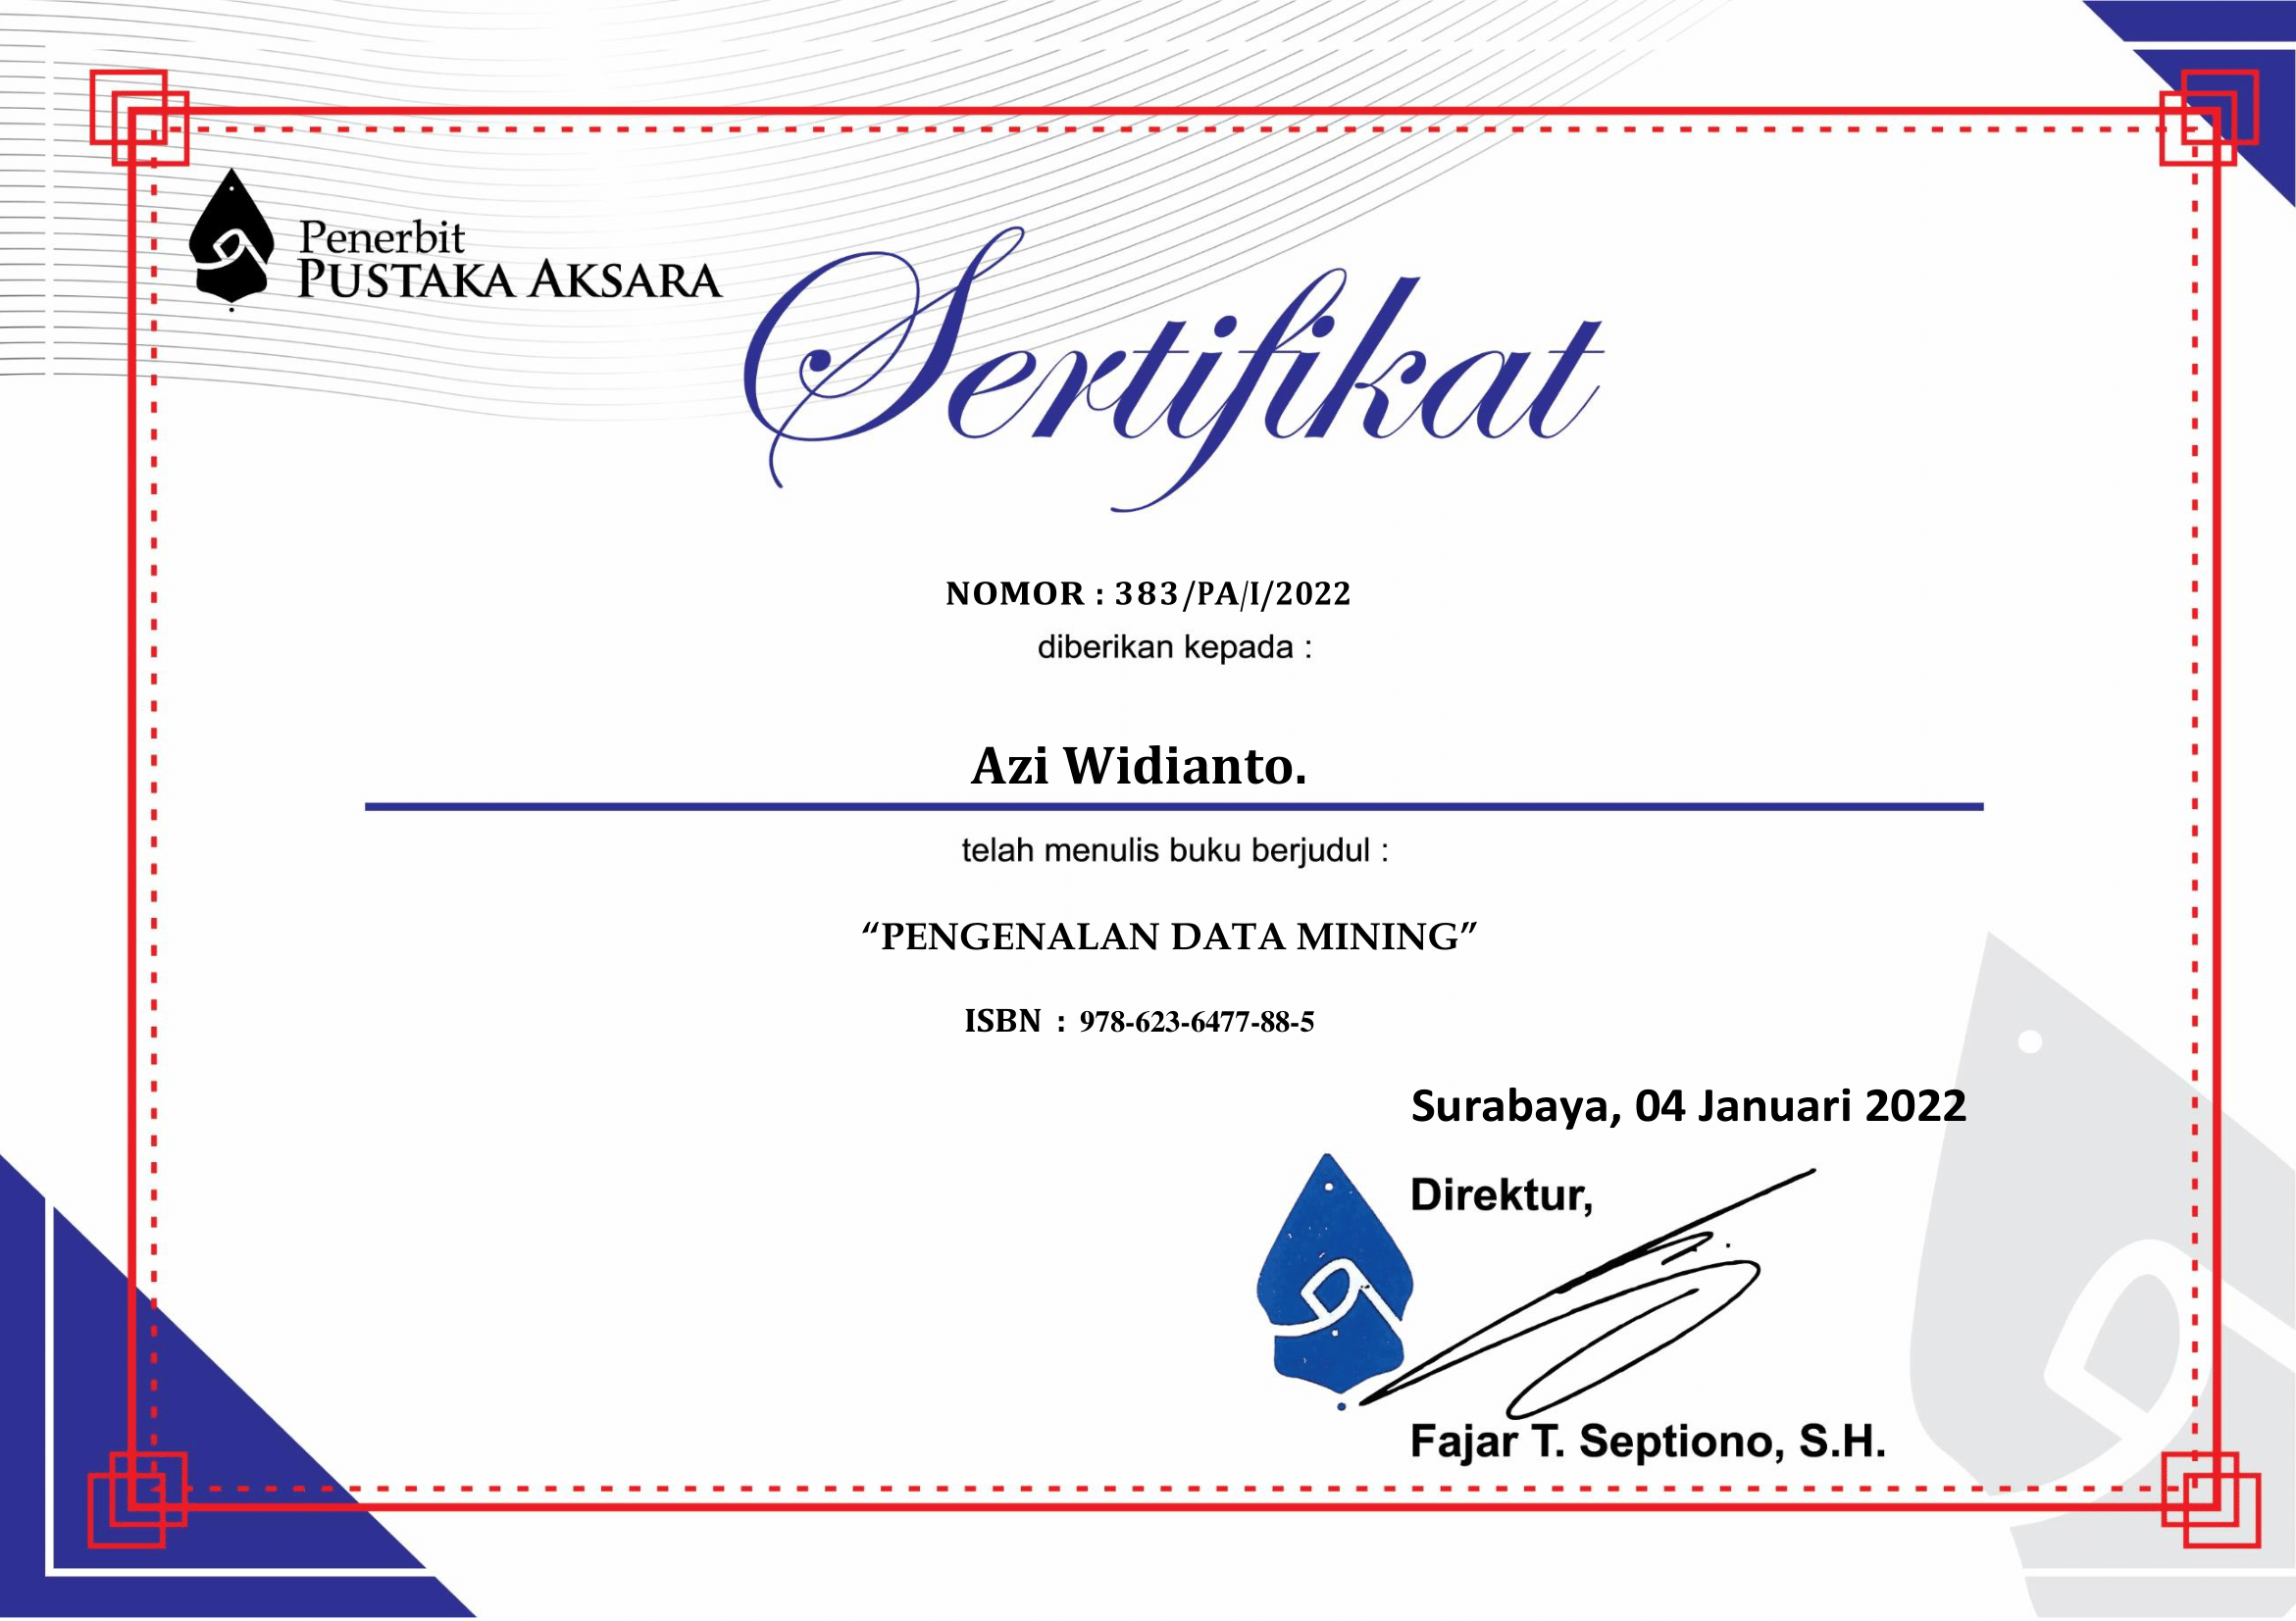 Penerbit
PUSTAKA AKSARA
Sertifikat
NOMOR : 383/PA/I/2022
diberikan kepada :
Azi Widianto.
telah menulis buku berjudul :
“PENGENALAN DATA MINING”
ISBN : 978-623-6477-88-5
Surabaya, 04 Januari 2022
Direktur,
Fajar T. Septiono, S.H.